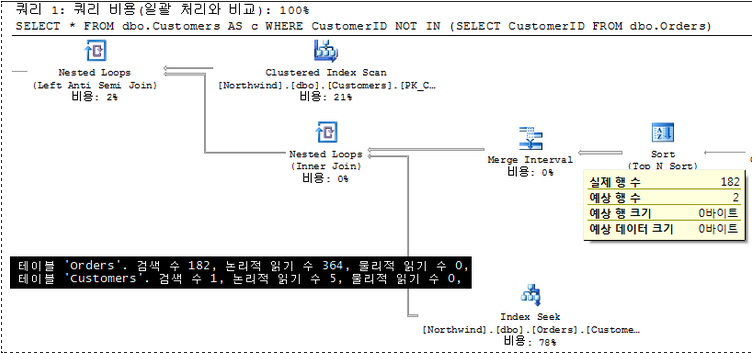 쿼리 1: 쿼리 비용(일괄 처리와 비교): 100%
SELECT * FROM dbo.Customers AS c WHERE CustomerID NOT IN (SELECT CustomerID FROM dbo.Orders)
Nested Loops
(Left Anti Semi Join)
비용: 2%
Clustered Index Scan
[Northwind].[dbo].[Customers].[PK_C…
비용: 21%
Nested Loops
(Inner Join)
비용: 0%
Merge Interval
비용: 0%
Sort
(Top N Sort)
실제 행 수 182
예상 행 수 2
예상 행 크기 0바이트
예상 데이터 크기 0바이트
테이블 'Orders'. 검색 수 182, 논리적 읽기 수 364, 물리적 읽기 수 0,
테이블 'Customers'. 검색 수 1, 논리적 읽기 수 5, 물리적 읽기 수 0,
Index Seek
[Northwind].[dbo].[Orders].[Custome…
비용: 78%